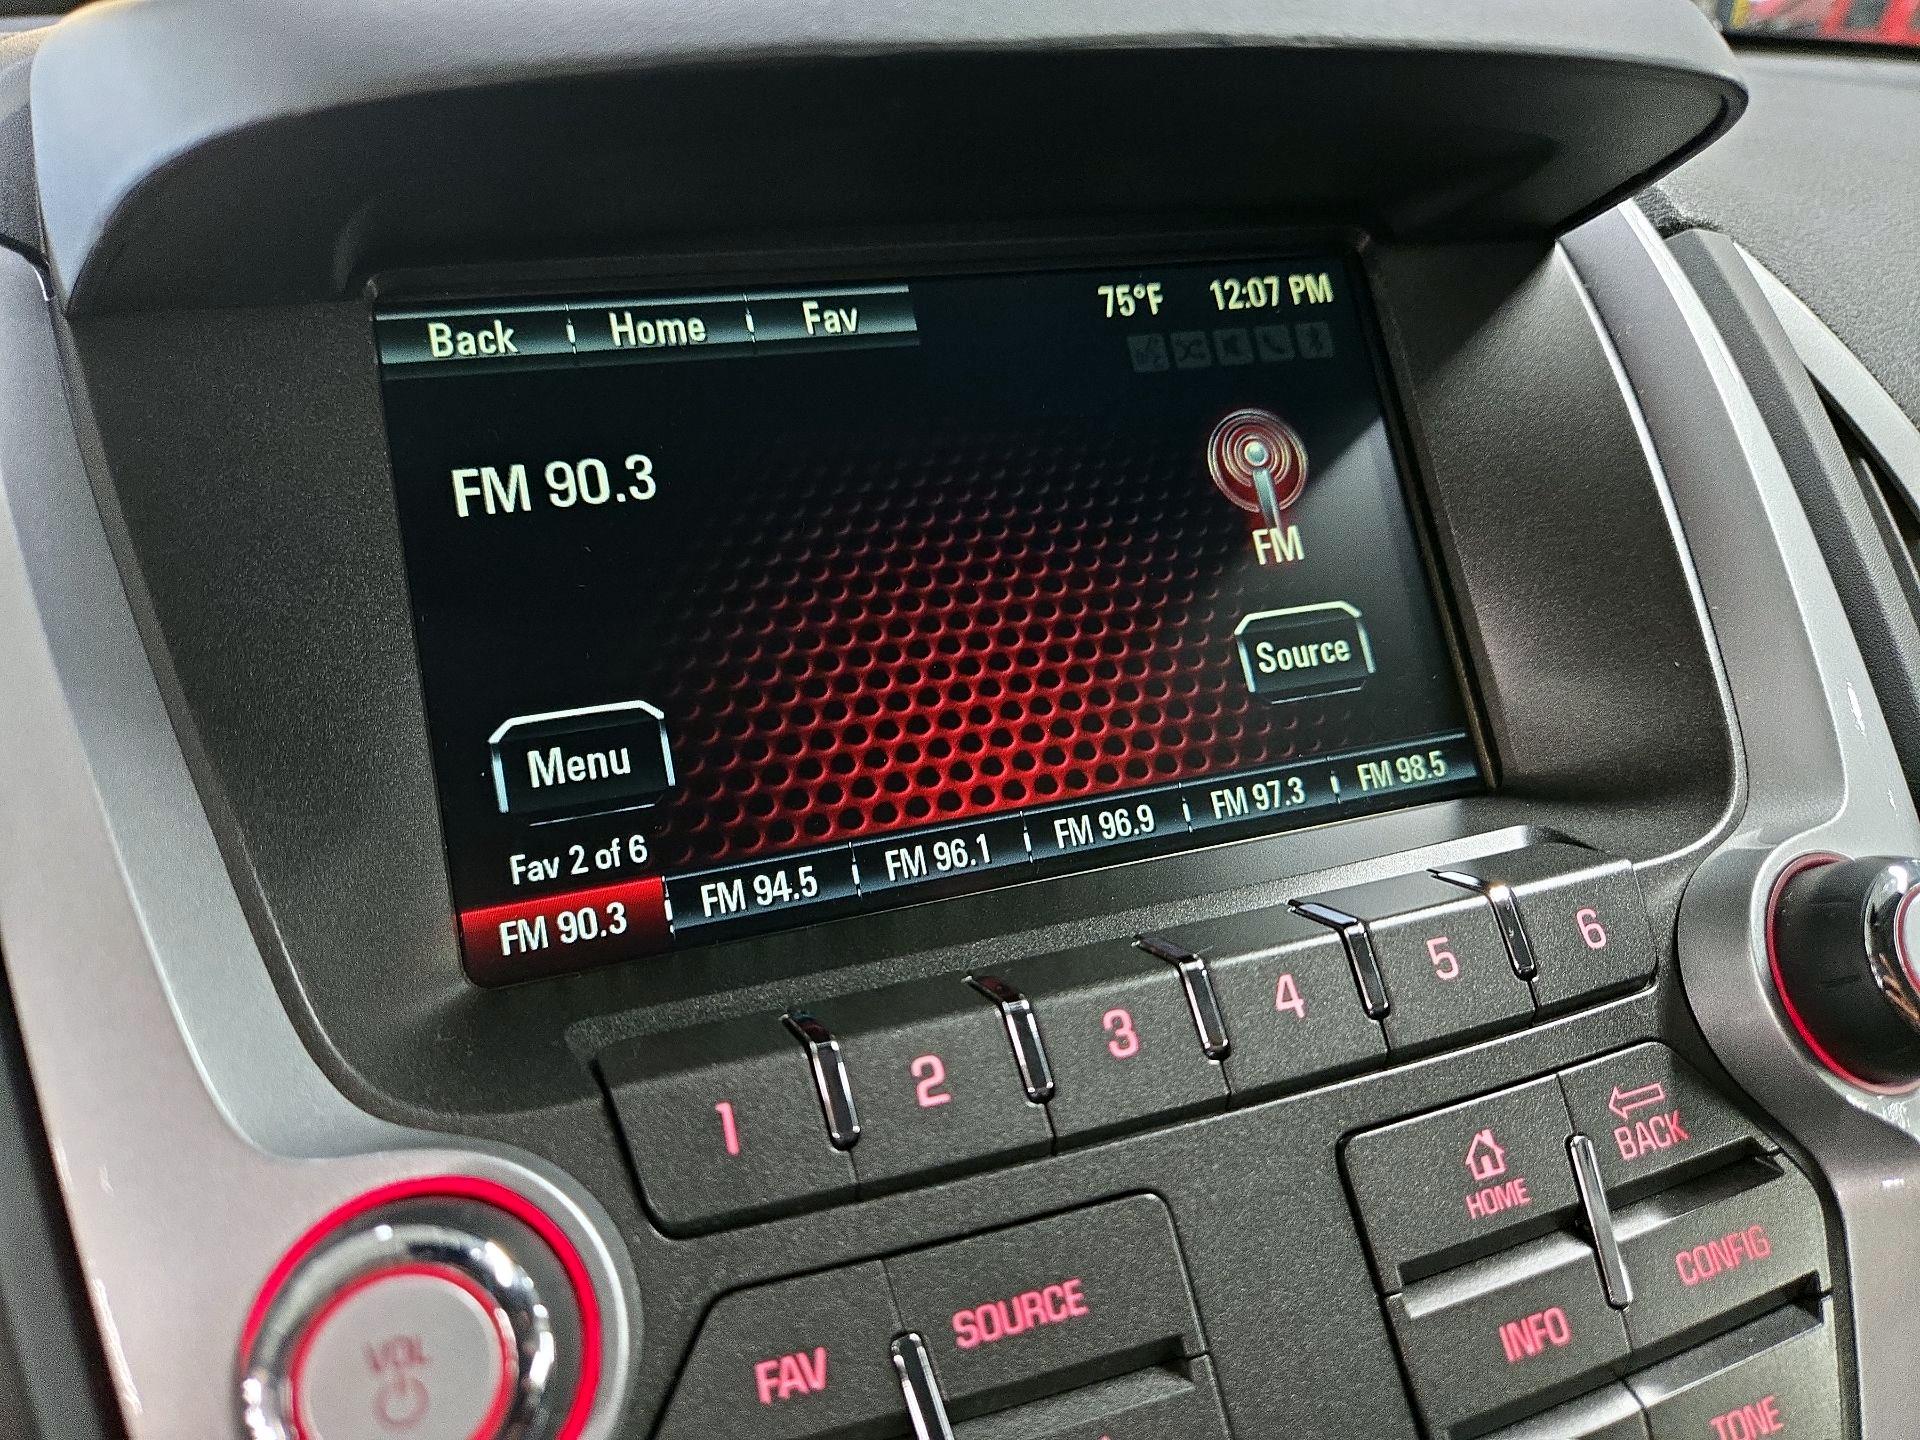 Back Home Fav 75°F 12:07 PM
FM 90.3
FM
Source
Menu
Fav 2 of 6
FM 90.3 FM 94.5 FM 96.1 FM 96.9 FM 97.3 FM 98.5
1 2 3 4 5 6
BACK
HOME
CONFIG
INFO
TONE
SOURCE
FAV
VOL